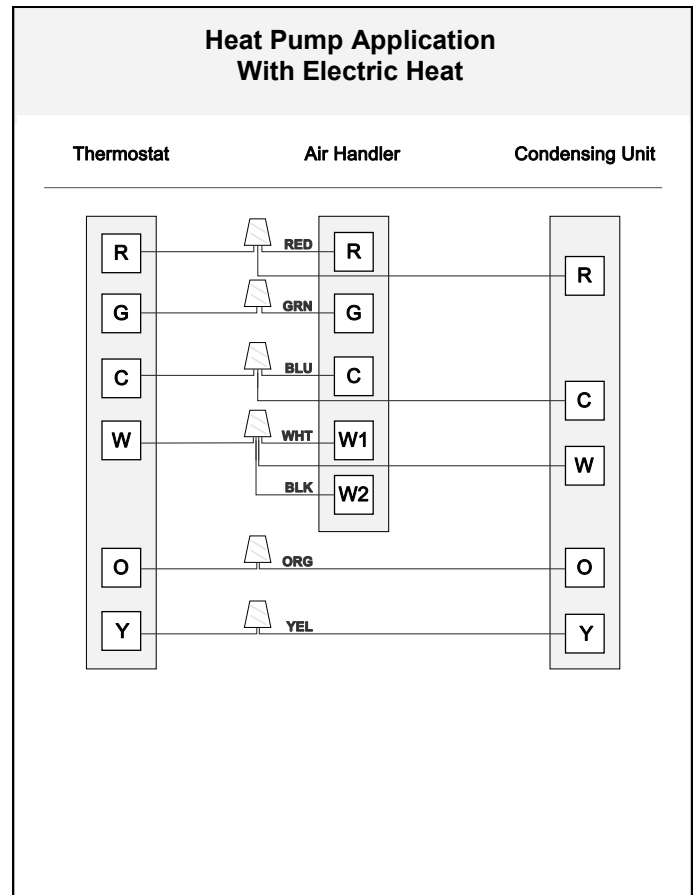 Heat Pump Application
With Electric Heat
Thermostat Air Handler Condensing Unit
R RED R
R
G GRN G
C BLU C
C
W WHT W1
W
BLK W2
O ORG O
Y YEL Y